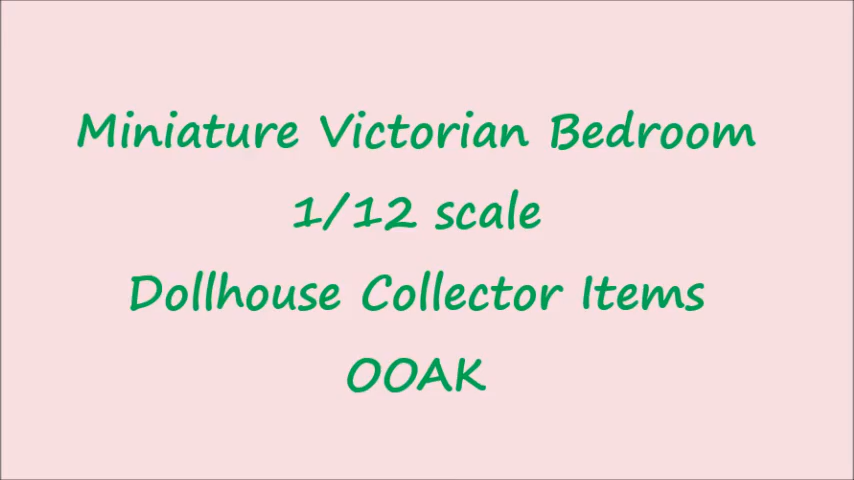 Miniature Victorian Bedroom
1/12 scale
Dollhouse Collector Items
OOAK